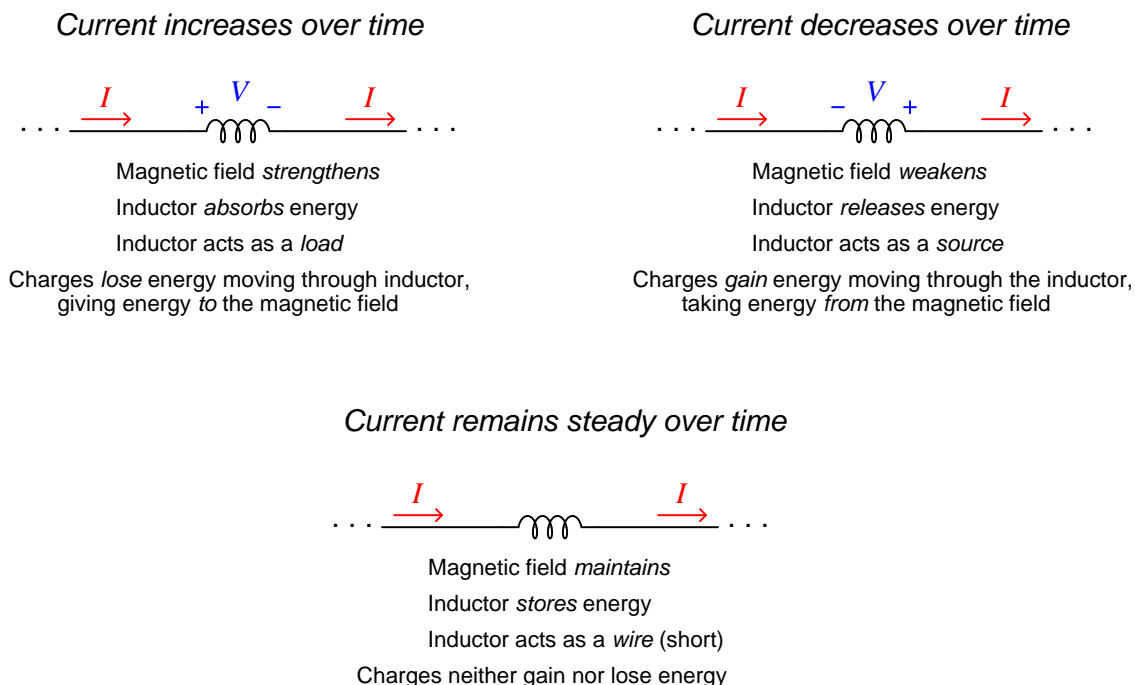 Current increases over time
I + V − I
. . . . . .
Magnetic field strengthens
Inductor absorbs energy
Inductor acts as a load
Charges lose energy moving through inductor,
giving energy to the magnetic field
Current decreases over time
I − V + I
. . . . . .
Magnetic field weakens
Inductor releases energy
Inductor acts as a source
Charges gain energy moving through the inductor,
taking energy from the magnetic field
Current remains steady over time
I I
. . . . . .
Magnetic field maintains
Inductor stores energy
Inductor acts as a wire (short)
Charges neither gain nor lose energy